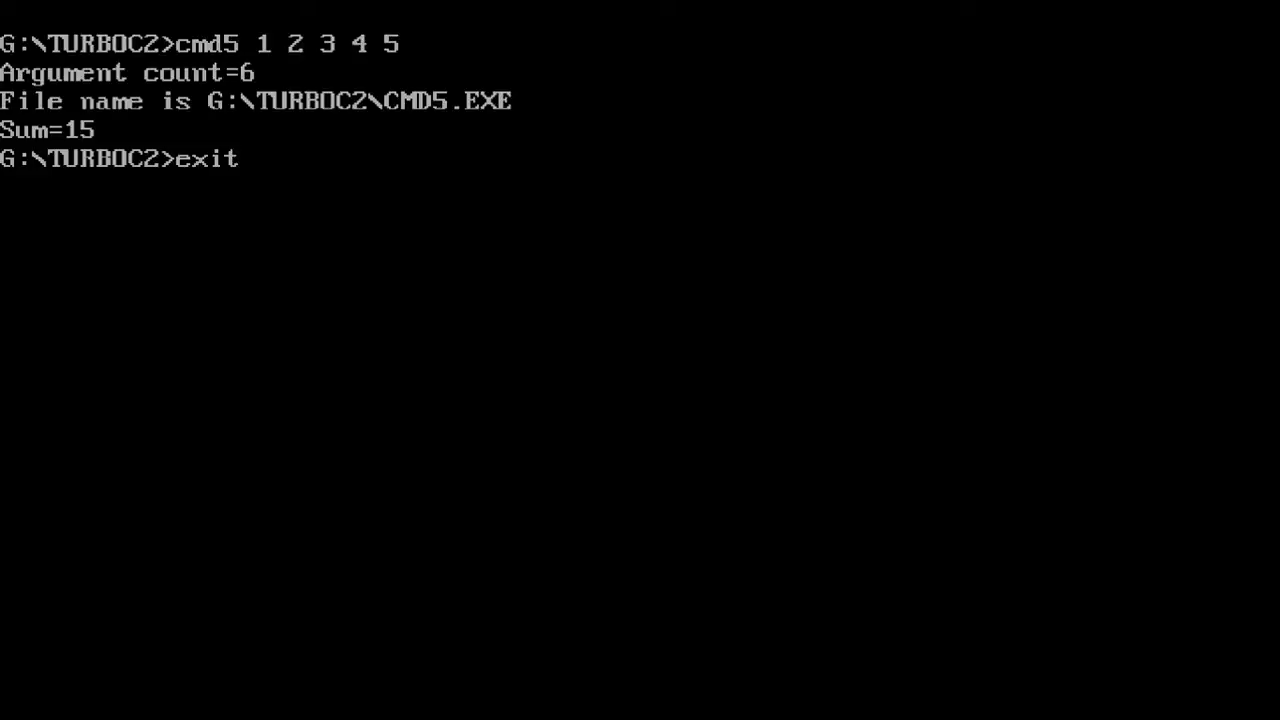 G:\TURBOC2>cmd5 1 2 3 4 5
Argument count=6
File name is G:\TURBOC2\CMD5.EXE
Sum=15
G:\TURBOC2>exit